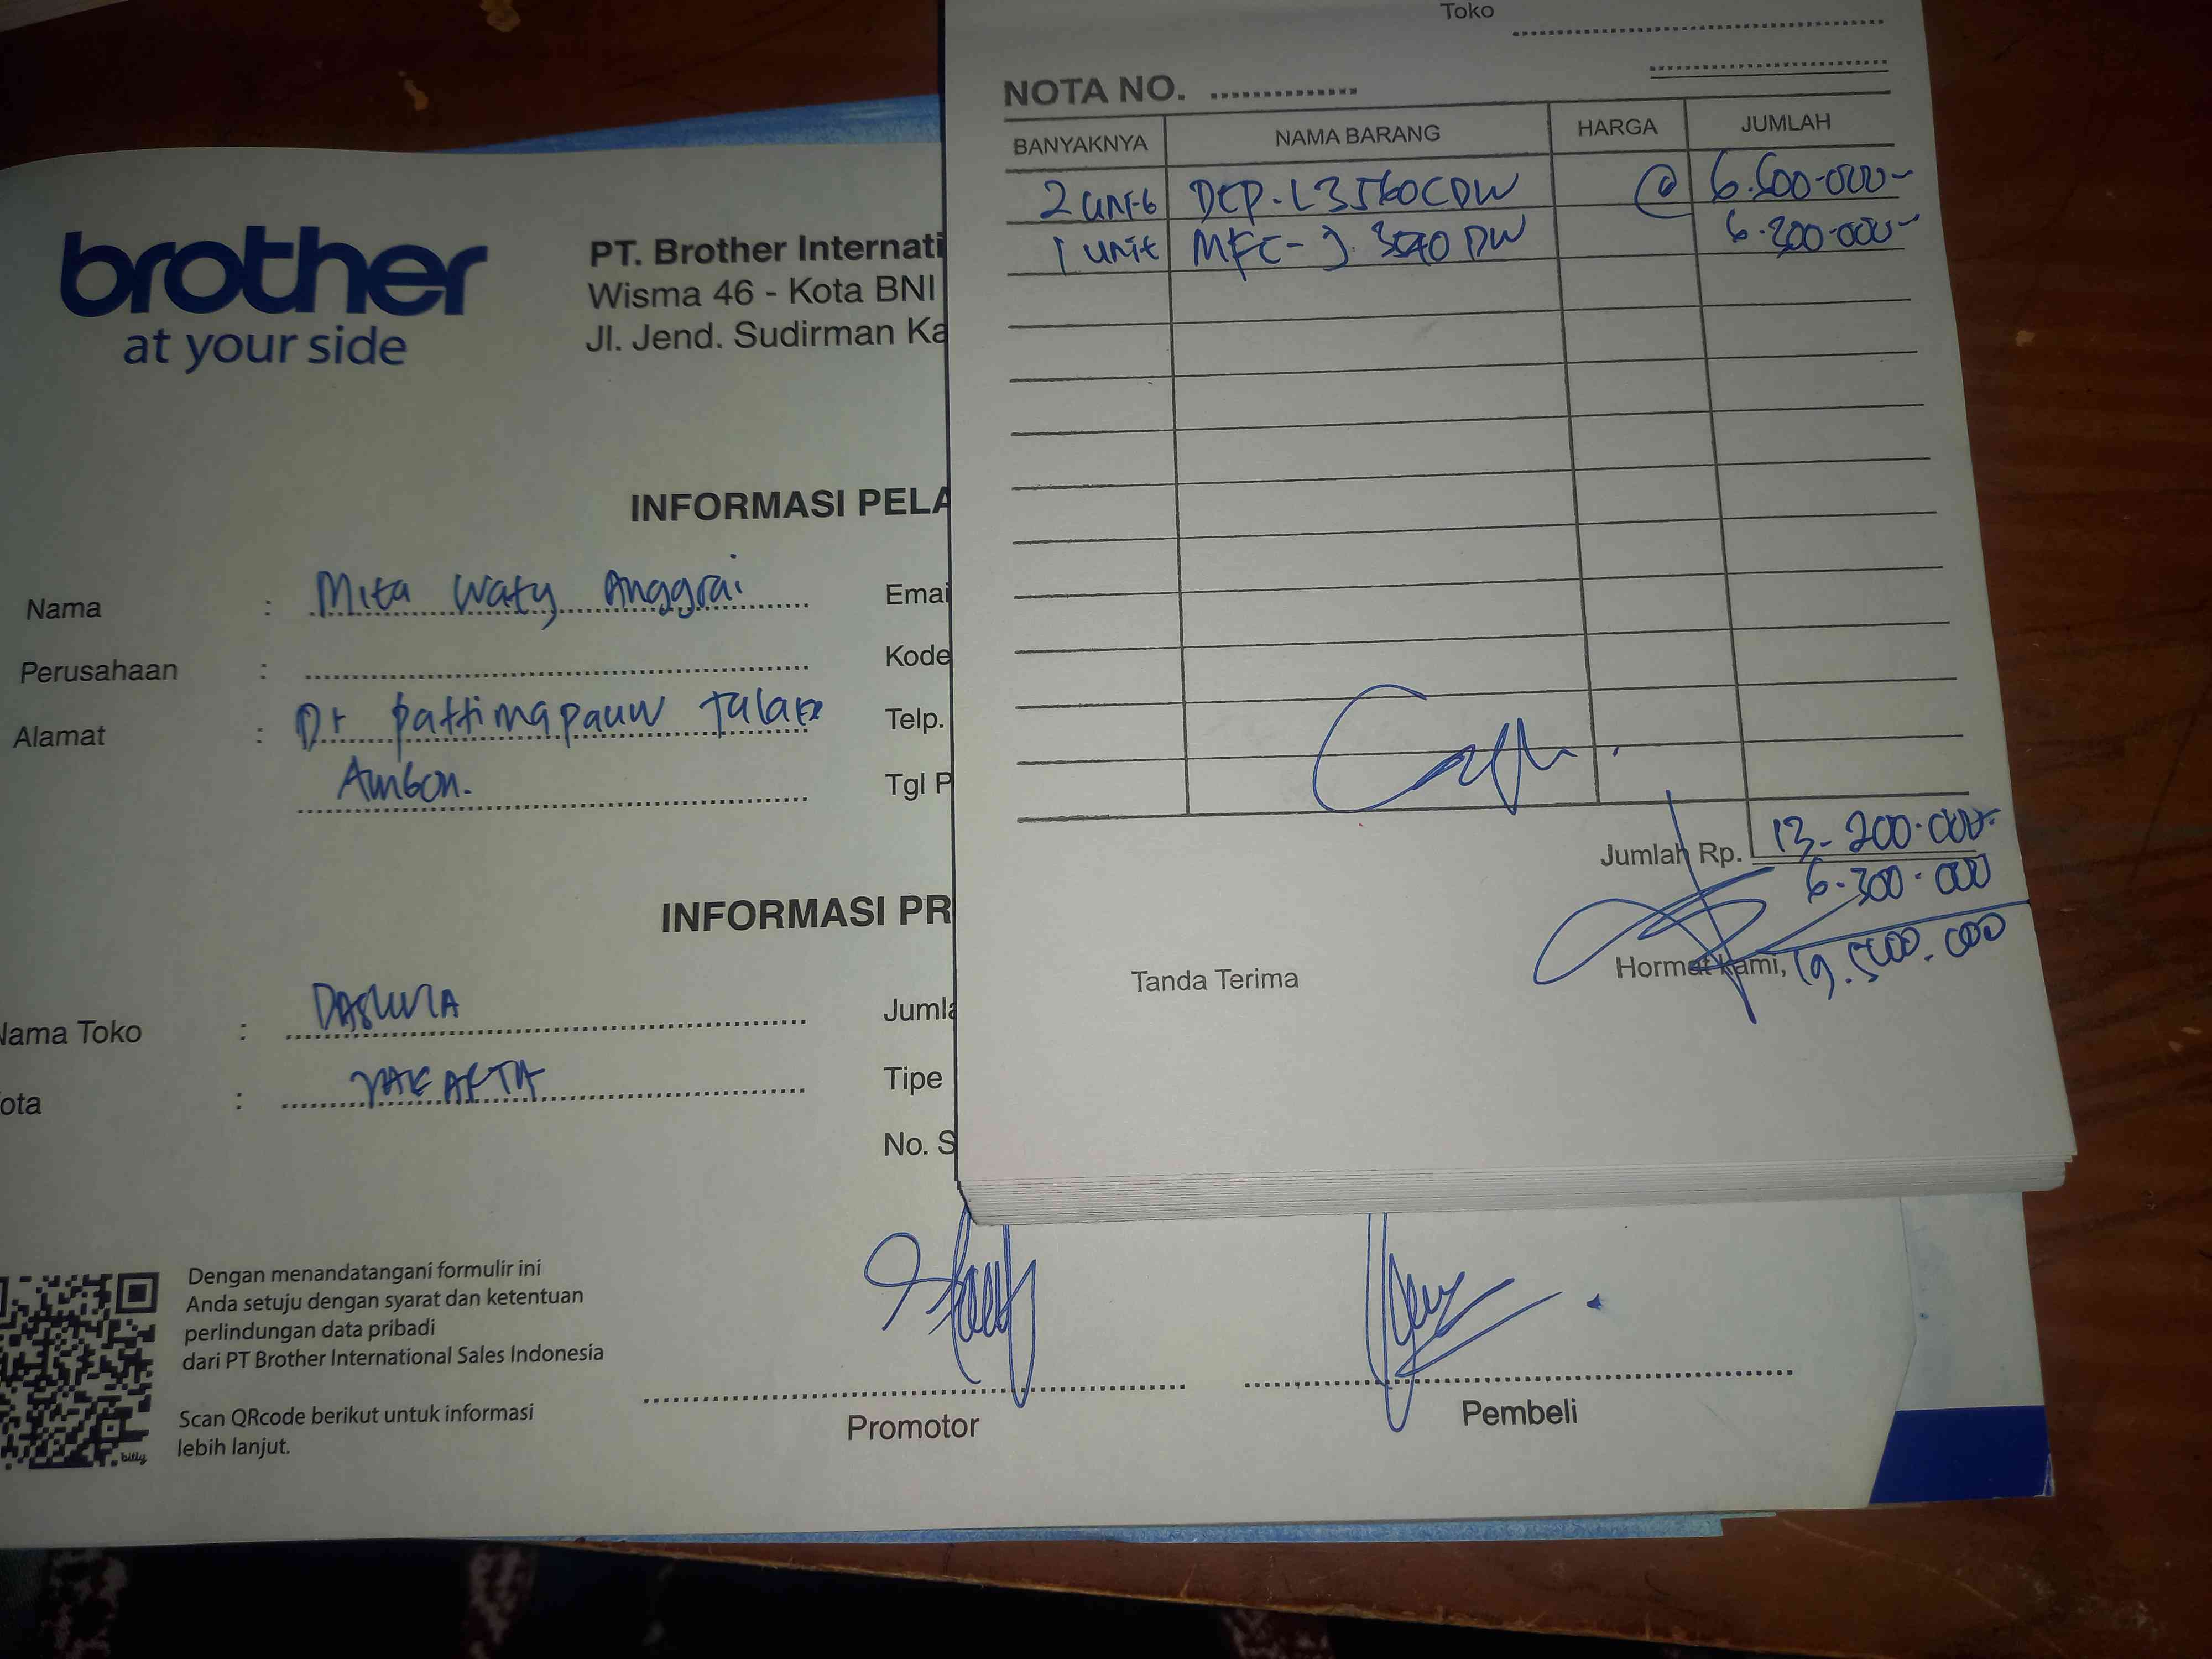 brother
at your side
PT. Brother Internati
Wisma 46 - Kota BNI
Jl. Jend. Sudirman Ka
INFORMASI PELA
Nama : Mita Waty Anggrai
Emai
Perusahaan :
Kode
Alamat : Dr pattimapauw
Telp.
Ambon.
Tgl P
INFORMASI PR
Nama Toko :
Jumla
ota : JAKARTA
Tipe
No. S
Dengan menandatangani formulir ini
Anda setuju dengan syarat dan ketentuan
perlindungan data pribadi
dari PT Brother International Sales Indonesia
Scan QRcode berikut untuk informasi
lebih lanjut.
billy
Promotor
Pembeli
Toko
NOTA NO.
BANYAKNYA NAMA BARANG HARGA JUMLAH
2 unit DCP-L3560CDW @ 6.600.000-
1 unit MFC-J. DW 6.300.000-
Jumlah Rp. 13.200.000-
6.300.000
Tanda Terima
Hormat kami, 19.500.000